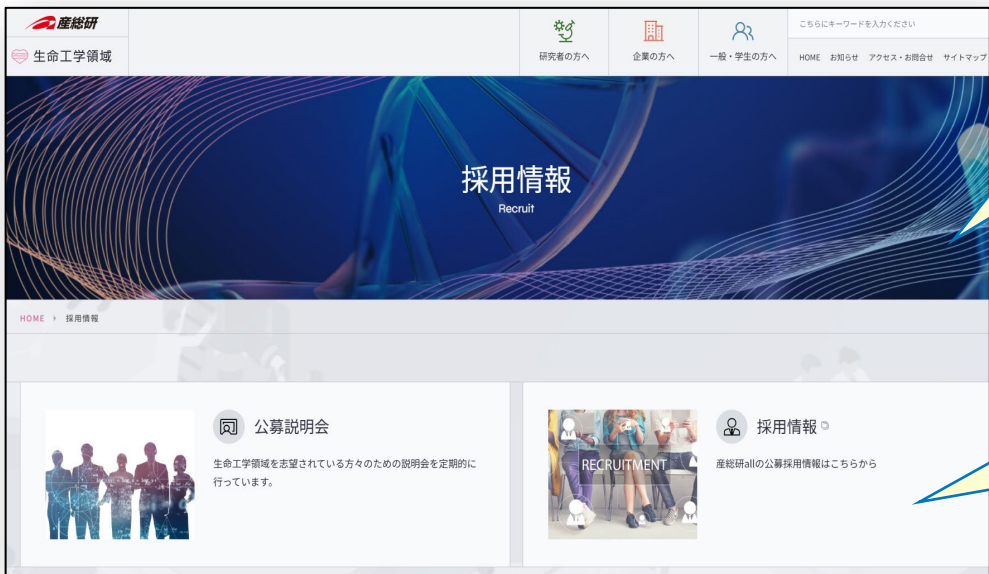 産総研
生命工学領域
研究者の方へ
企業の方へ
一般・学生の方へ
こちらにキーワードを入力ください
HOME お知らせ アクセス・お問合せ サイトマップ
採用情報
Recruit
HOME › 採用情報
公募説明会
生命工学領域を志望されている方々のための説明会を定期的に
行っています。
RECRUITMENT
採用情報
産総研allの公募採用情報はこちらから